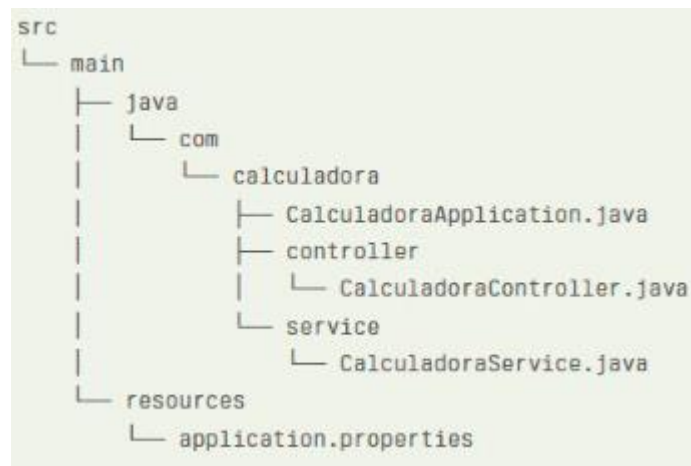 src
└── main
├── java
│ └── com
│ └── calculadora
│ ├── CalculadoraApplication.java
│ ├── controller
│ │ └── CalculadoraController.java
│ └── service
│ └── CalculadoraService.java
└── resources
└── application.properties